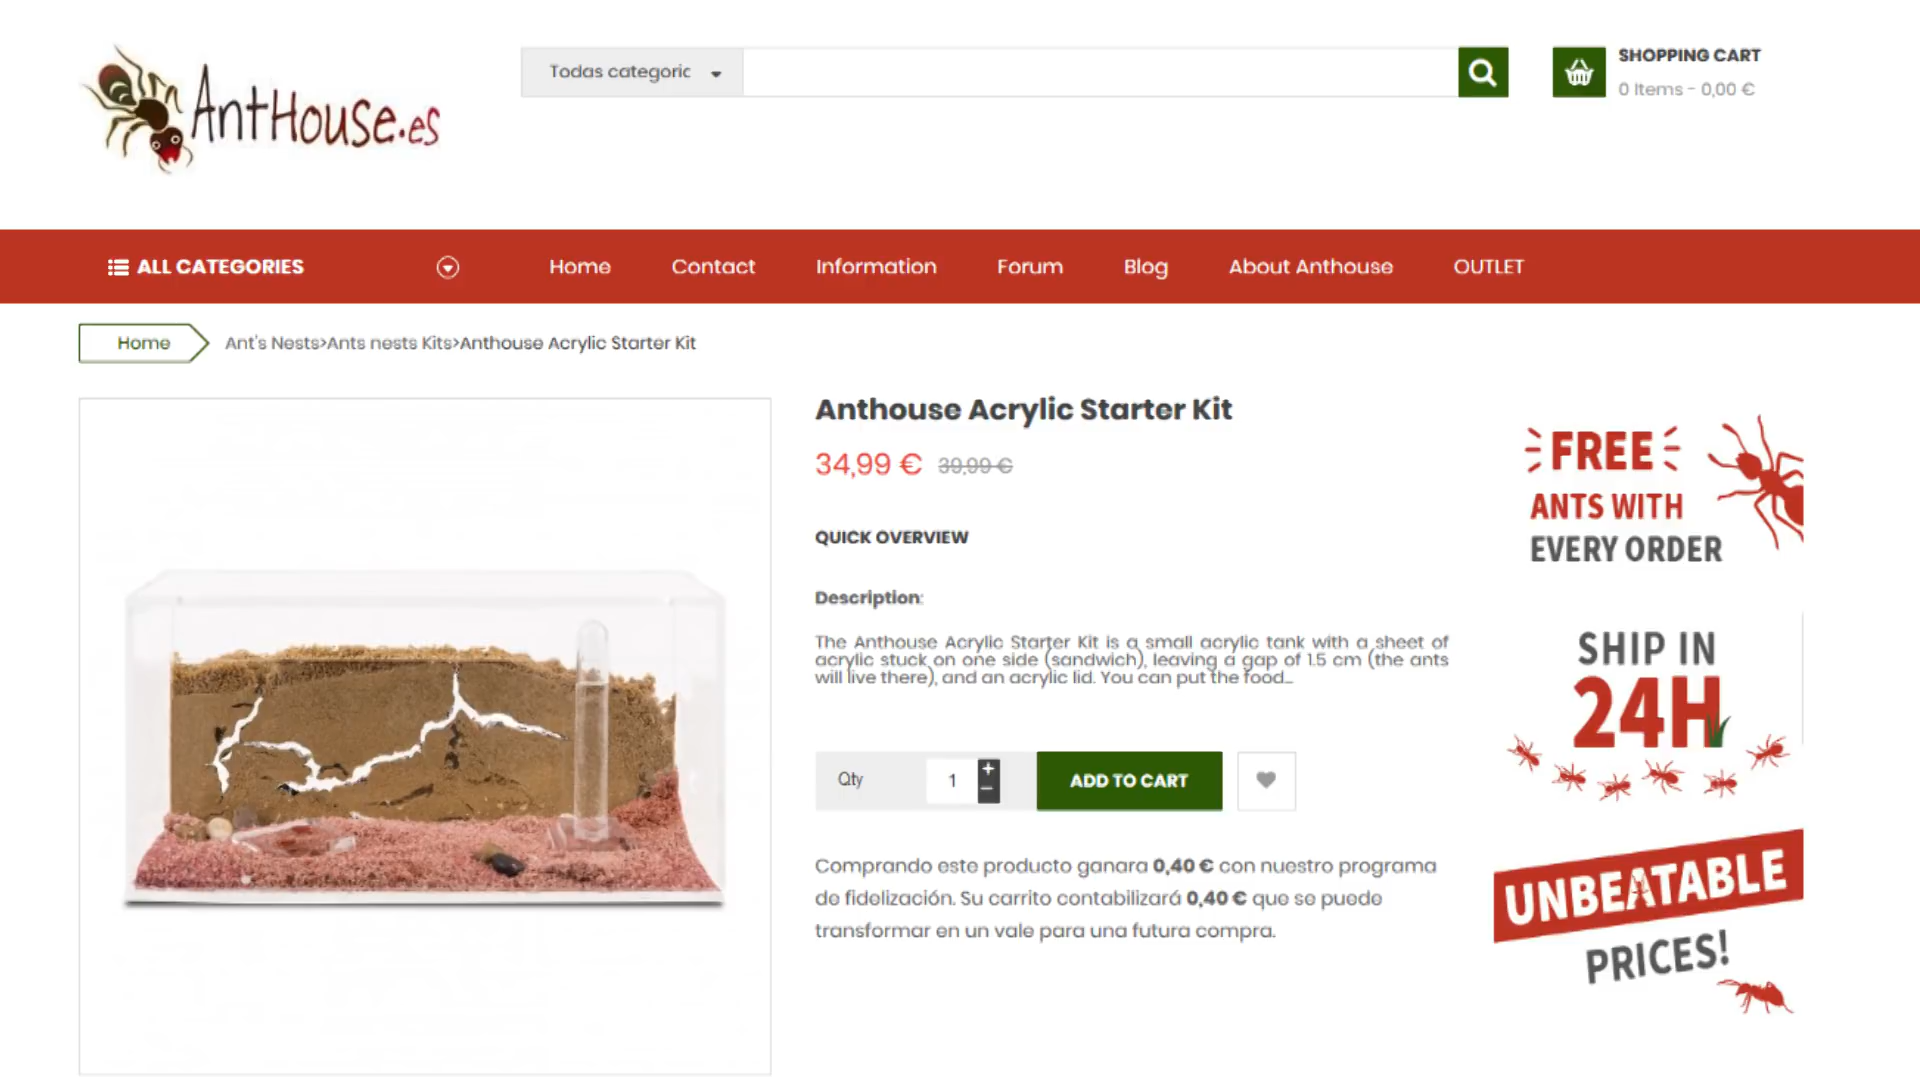 AntHouse.es
Todas categoric
SHOPPING CART
0 Items - 0,00 €
ALL CATEGORIES
Home
Contact
Information
Forum
Blog
About Anthouse
OUTLET
Home
Ant's Nests>Ants nests Kits>Anthouse Acrylic Starter Kit
Anthouse Acrylic Starter Kit
34,99 € 39,99 €
QUICK OVERVIEW
Description:
The Anthouse Acrylic Starter Kit is a small acrylic tank with a sheet of
acrylic stuck on one side (sandwich), leaving a gap of 1.5 cm (the ants
will live there), and an acrylic lid. You can put the food...
Qty
1
+
−
ADD TO CART
Comprando este producto ganara 0,40 € con nuestro programa
de fidelización. Su carrito contabilizará 0,40 € que se puede
transformar en un vale para una futura compra.
FREE
ANTS WITH
EVERY ORDER
SHIP IN
24H
UNBEATABLE
PRICES!